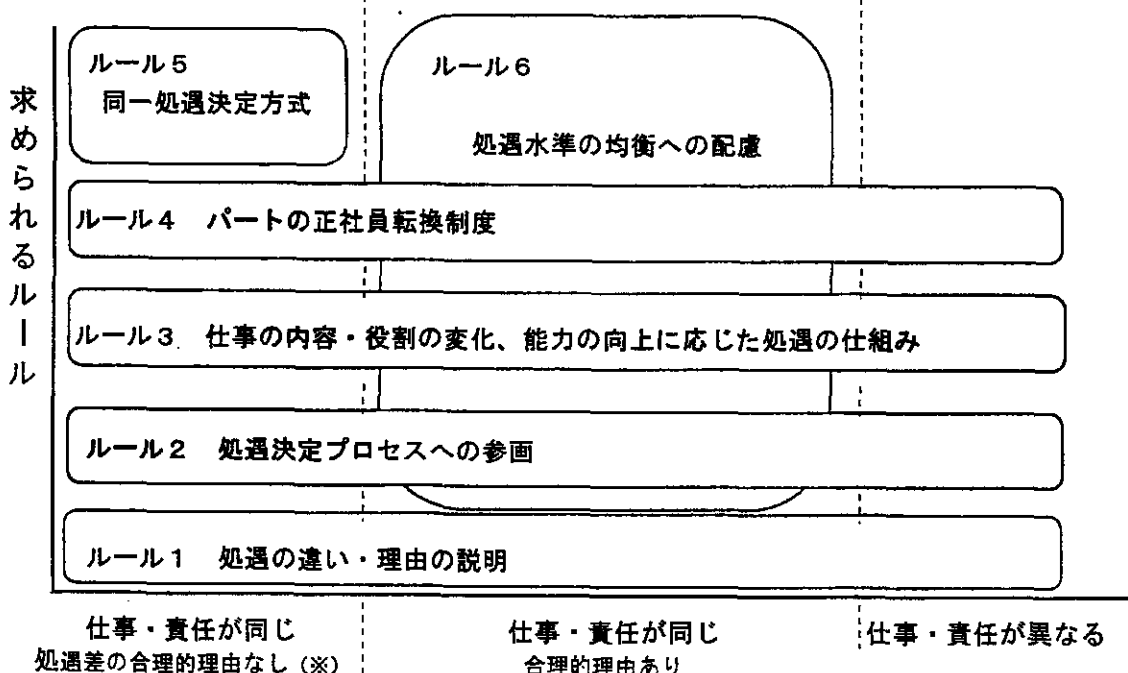 求められるルール
ルール５
同一処遇決定方式
ルール６
処遇水準の均衡への配慮
ルール４　パートの正社員転換制度
ルール３　仕事の内容・役割の変化、能力の向上に応じた処遇の仕組み
ルール２　処遇決定プロセスへの参画
ルール１　処遇の違い・理由の説明
仕事・責任が同じ
処遇差の合理的理由なし（※）
仕事・責任が同じ
合理的理由あり
仕事・責任が異なる